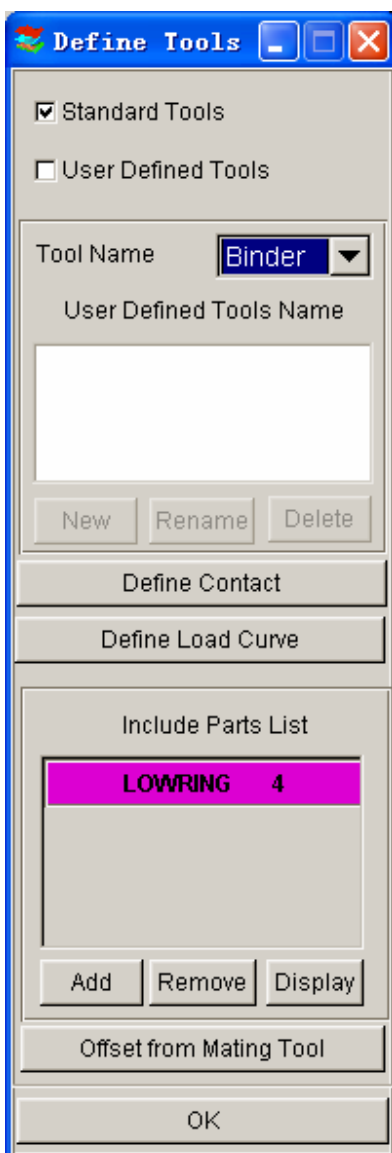 Define Tools
Standard Tools
User Defined Tools
Tool Name Binder
User Defined Tools Name
New Rename Delete
Define Contact
Define Load Curve
Include Parts List
LOWRING 4
Add Remove Display
Offset from Mating Tool
OK